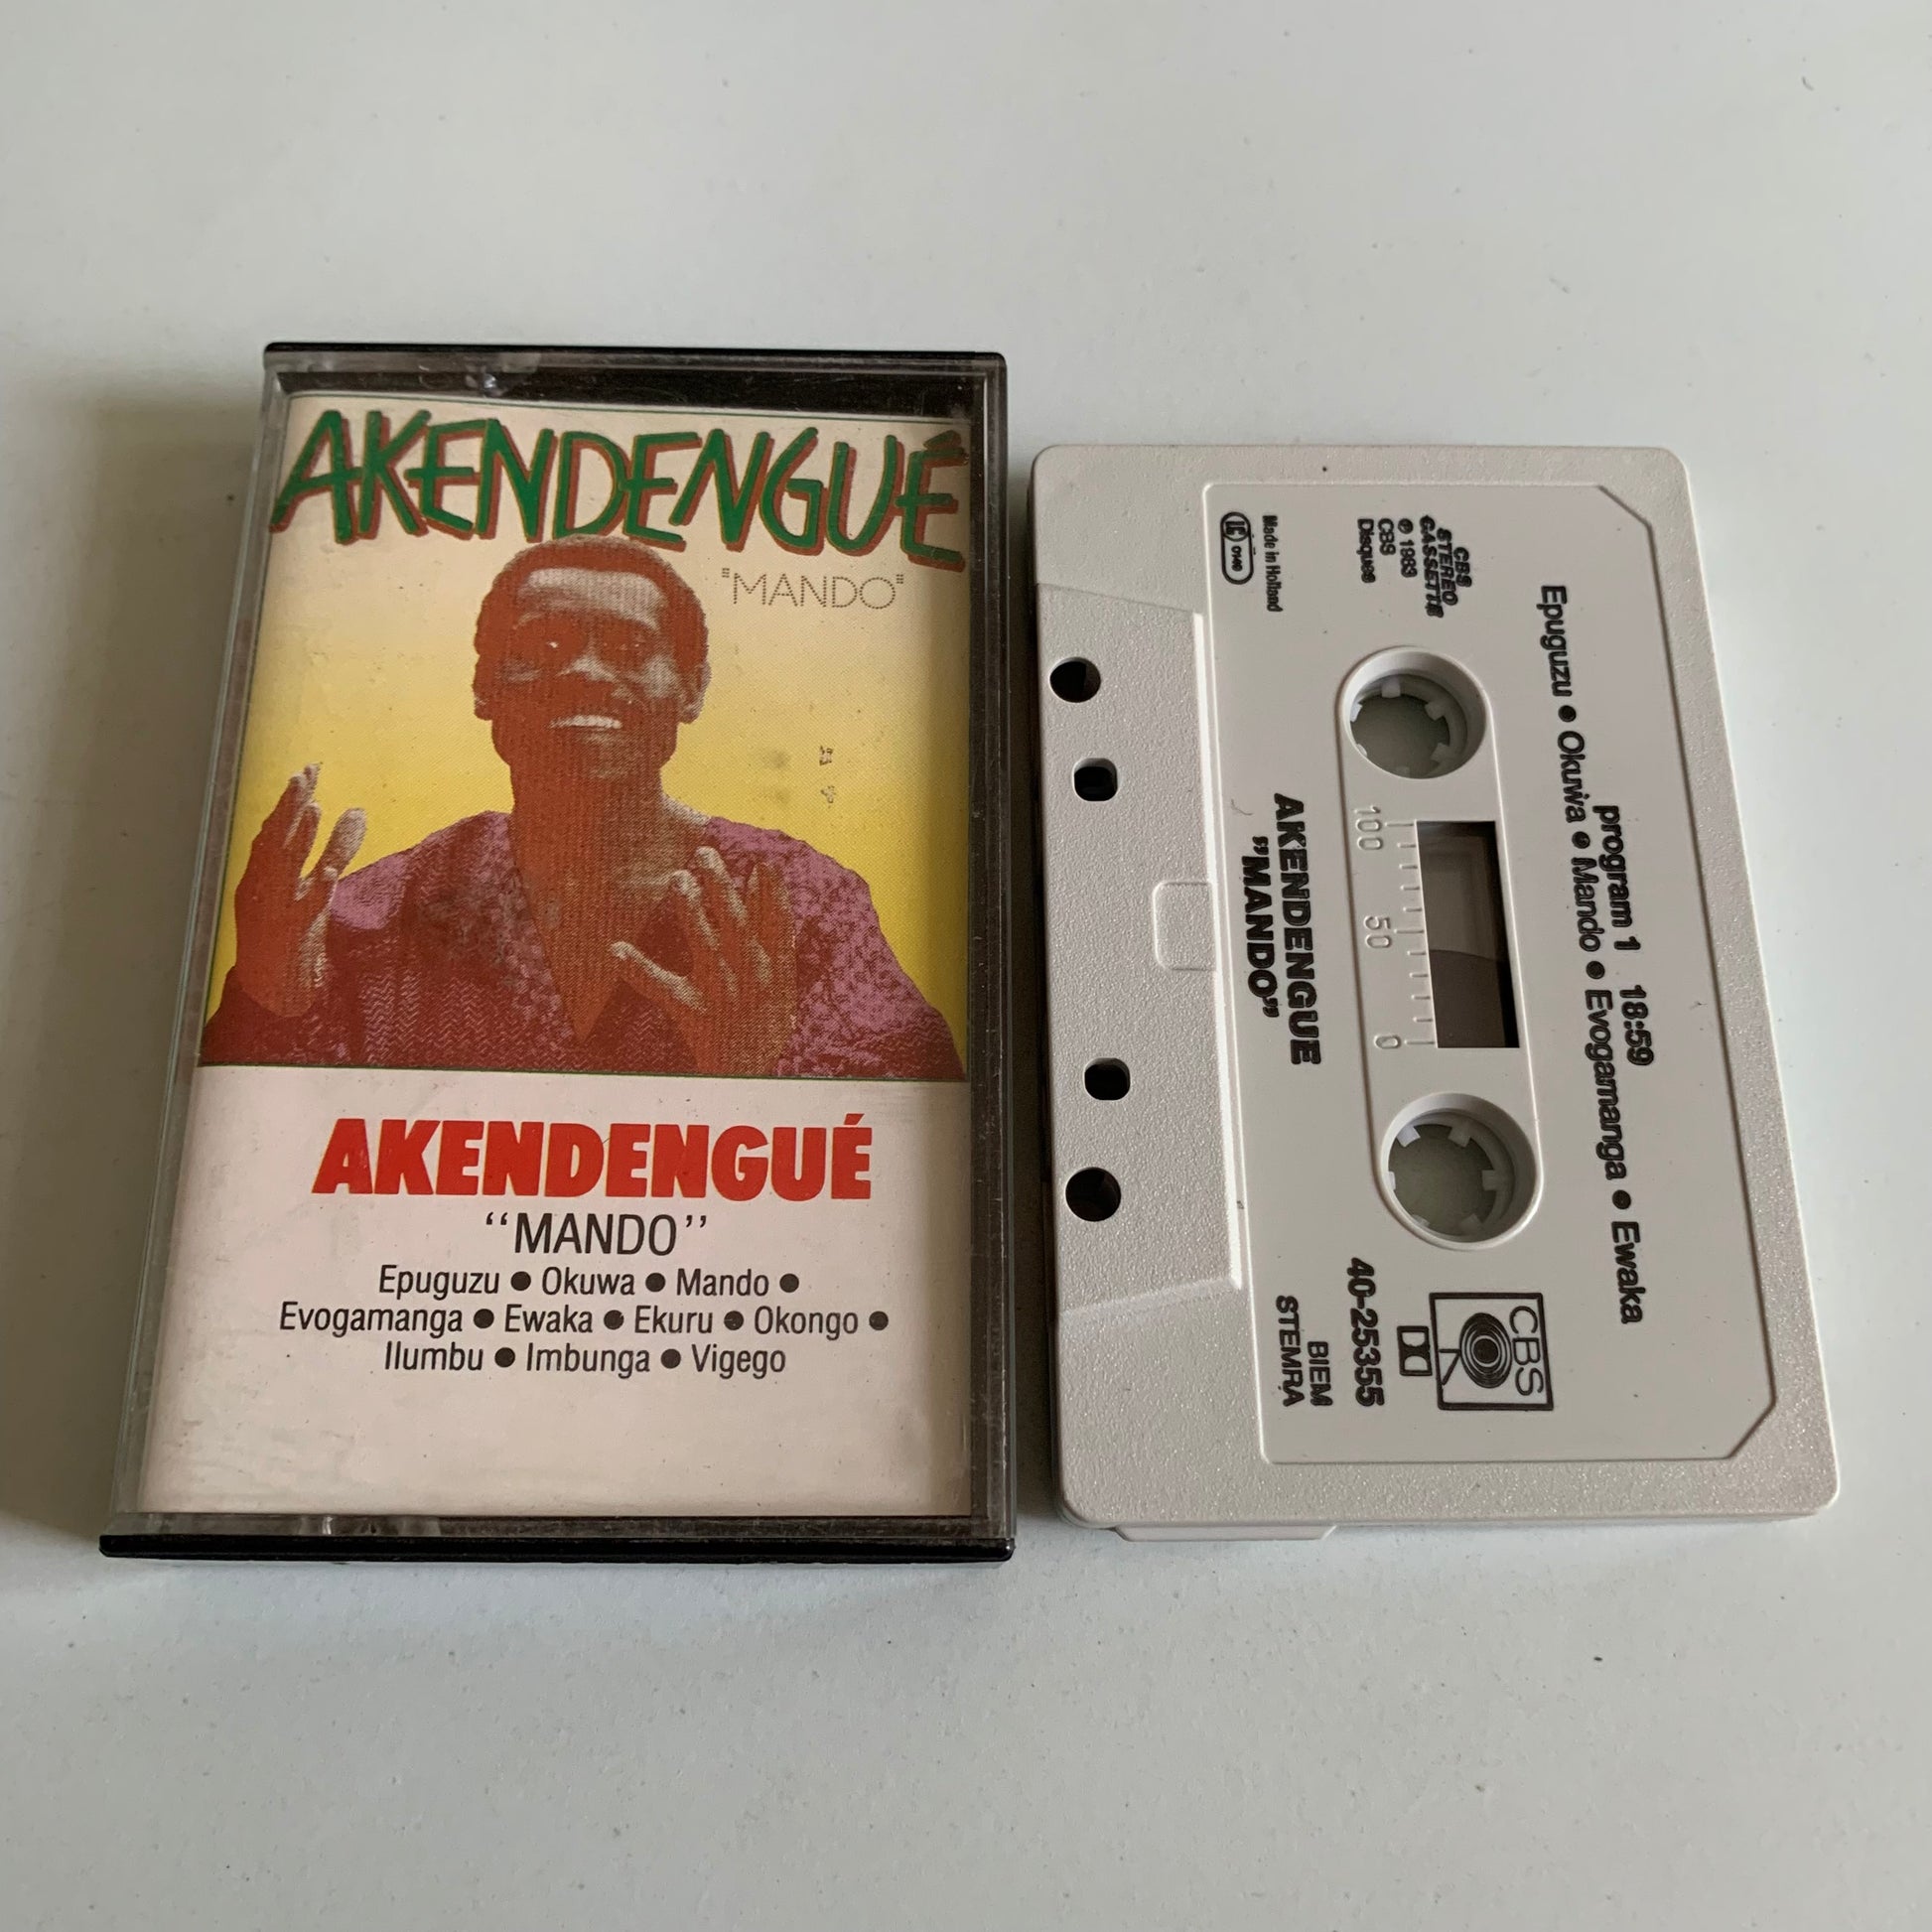 AKENDENGUÉ
"MANDO"
AKENDENGUÉ
“MANDO”
Epuguzu ● Okuwa ● Mando ●
Evogamanga ● Ewaka ● Ekuru ● Okongo ●
Ilumbu ● Imbunga ● Vigego
program 1 18:59
Epuguzu ● Okuwa ● Mando ● Evogamanga ● Ewaka
CBS
STEREO
CASSETTE
℗ 1983
CBS
Disques
Made in Holland
100 50 0
CBS
40-25355
BIEM
STEMRA
AKENDENGUE
”MANDO”